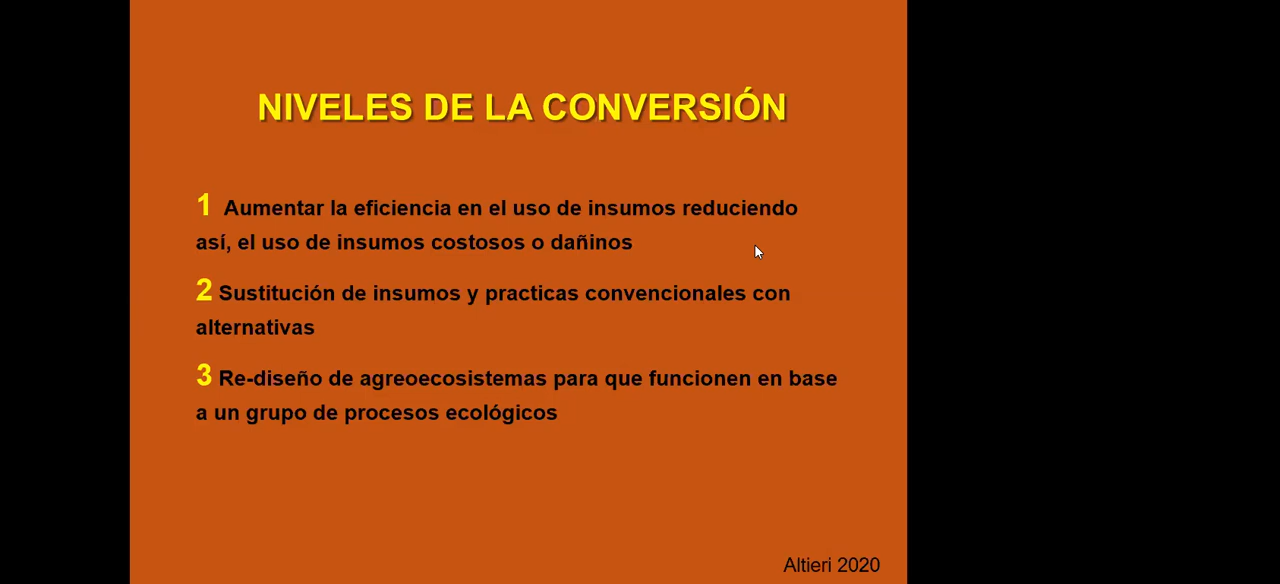 NIVELES DE LA CONVERSIÓN
1 Aumentar la eficiencia en el uso de insumos reduciendo
así, el uso de insumos costosos o dañinos
2 Sustitución de insumos y practicas convencionales con
alternativas
3 Re-diseño de agreoecosistemas para que funcionen en base
a un grupo de procesos ecológicos
Altieri 2020